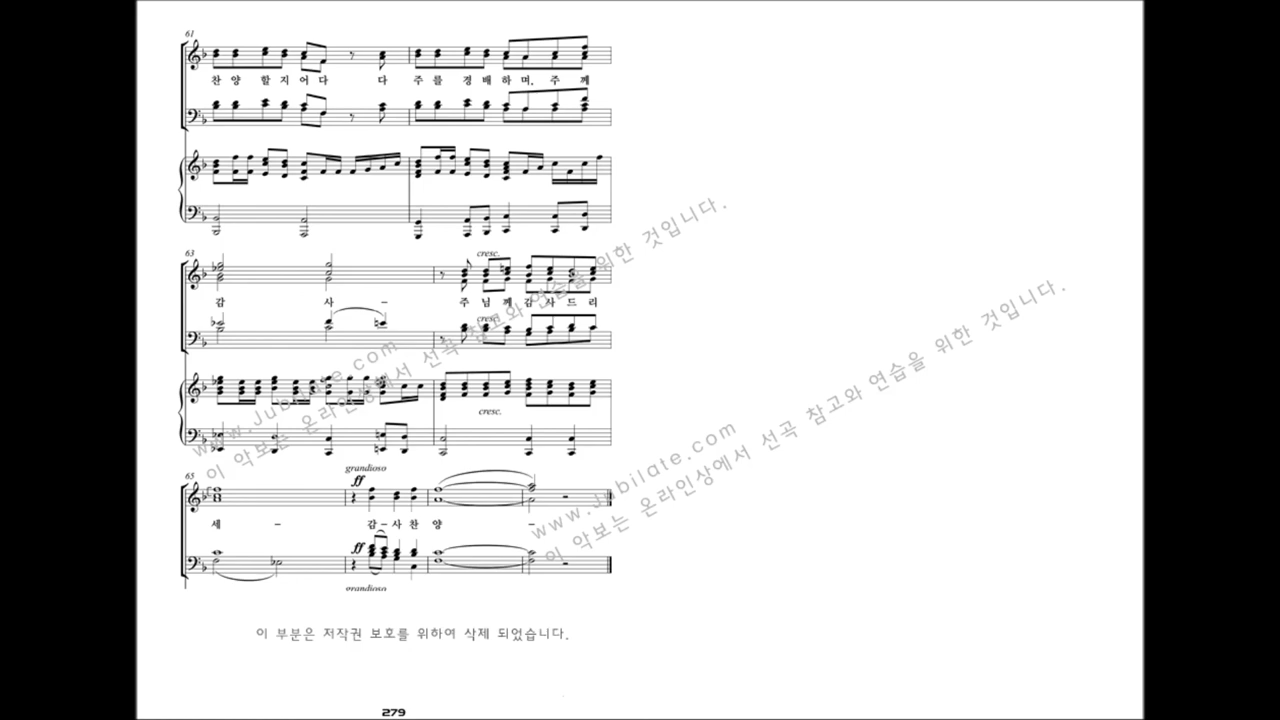 61
찬 양 할 지 어 다 다 주 를 경 배 하 며, 주 께
63
cresc.
감 사 - 주 님 께 감 사 드 리
cresc.
cresc.
65
grandioso
ff
세 - 감 - 사 찬 양 -
ff
grandioso
www.Jubilate.com
이 악보는 온라인상에서 선곡 참고와 연습을 위한 것입니다.
www.Jubilate.com
이 악보는 온라인상에서 선곡 참고와 연습을 위한 것입니다.
이 부분은 저작권 보호를 위하여 삭제 되었습니다.
279